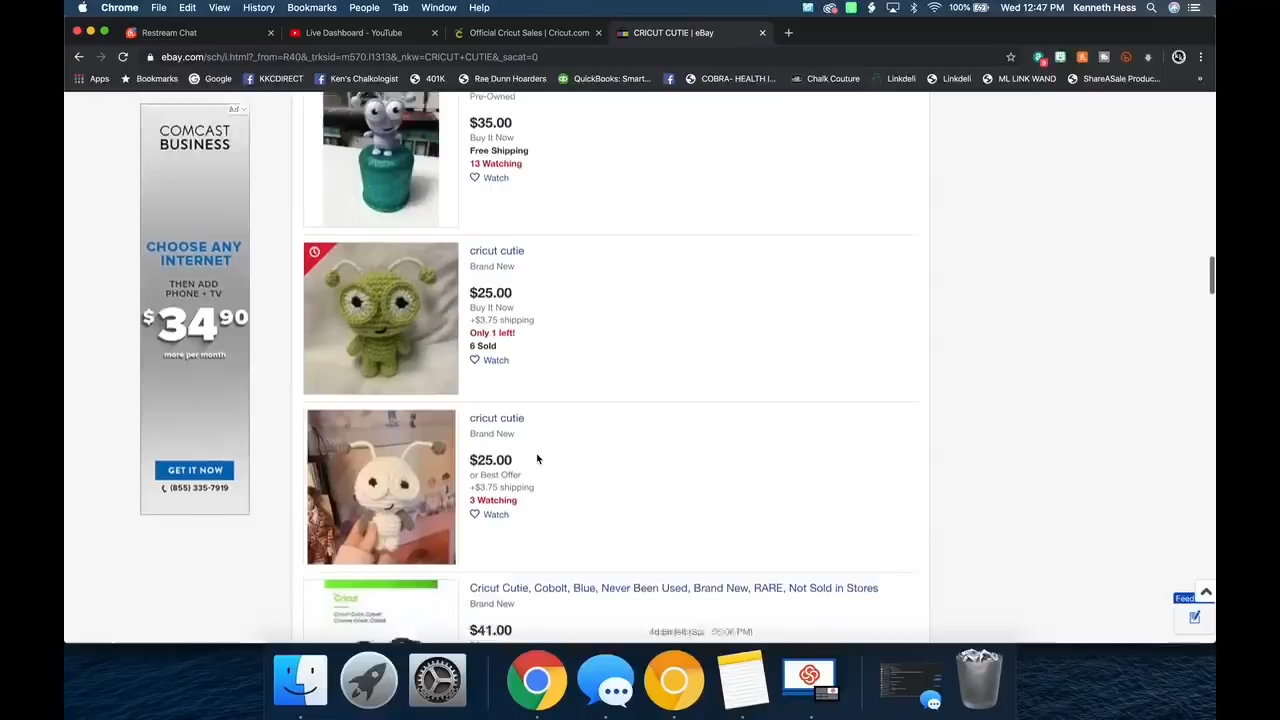 Chrome File Edit View History Bookmarks People Tab Window Help 100% Wed 12:47 PM Kenneth Hess
Restream Chat × Live Dashboard - YouTube × Official Cricut Sales | Cricut.com × CRICUT CUTIE | eBay × +
ebay.com/sch/i.html?_from=R40&_trksid=m570.l1313&_nkw=CRICUT+CUTIE&_sacat=0
Apps Bookmarks Google KKCDIRECT Ken's Chalkologist 401K Rae Dunn Hoarders QuickBooks: Smart... COBRA- HEALTH I... Chalk Couture Linkdeli Linkdeli ML LINK WAND ShareASale Produc... »
Pre-Owned
$35.00
Buy It Now
Free Shipping
13 Watching
Watch
COMCAST
BUSINESS
CHOOSE ANY
INTERNET
THEN ADD
PHONE + TV
$34.90
more per month
GET IT NOW
(855) 335-7919
cricut cutie
Brand New
$25.00
Buy It Now
+$3.75 shipping
Only 1 left!
6 Sold
Watch
cricut cutie
Brand New
$25.00
or Best Offer
+$3.75 shipping
3 Watching
Watch
Cricut Cutie, Cobolt, Blue, Never Been Used, Brand New, RARE, Not Sold in Stores
Brand New
$41.00
Cricut
Feed